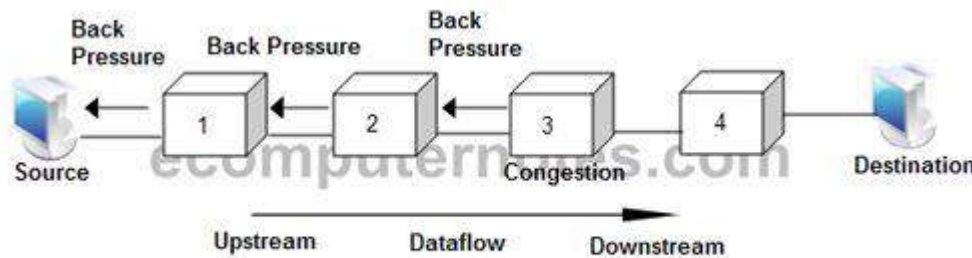 Back
Pressure
Back Pressure
Back
Pressure
1
2
3
4
Source
Congestion
Destination
ecomputernotes.com
Upstream
Dataflow
Downstream